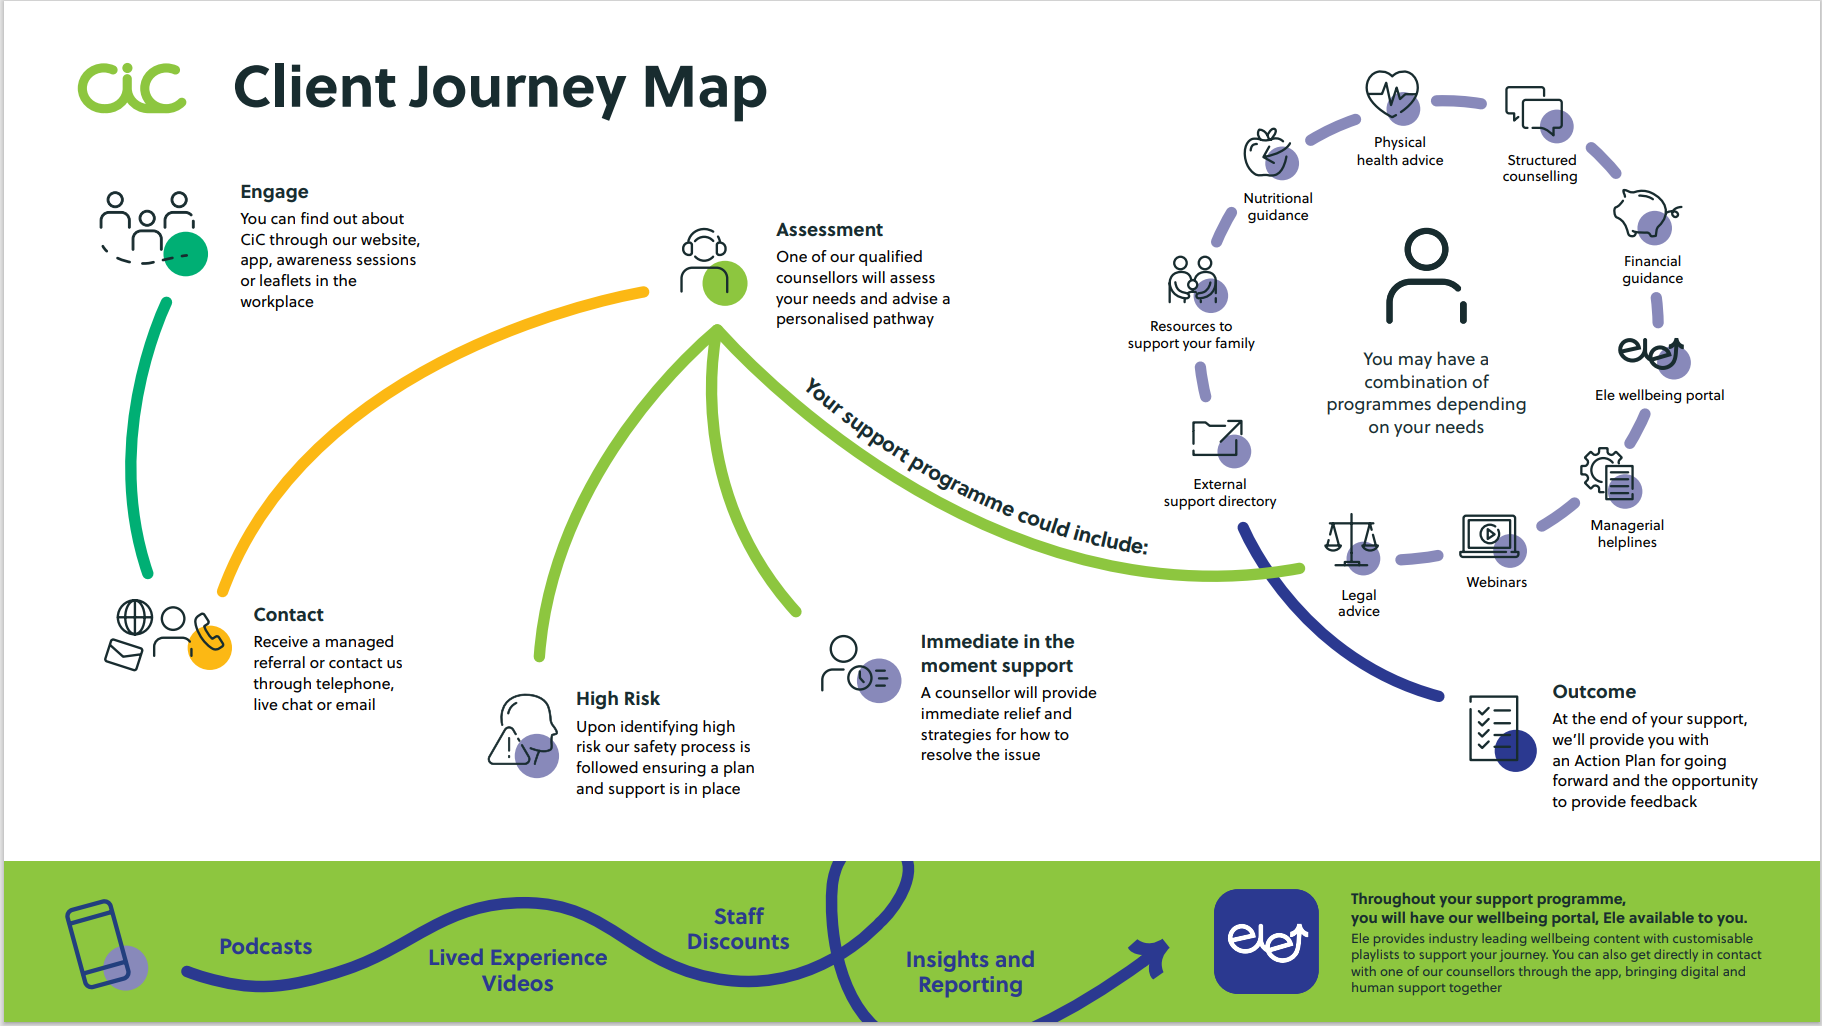 CiC
Client Journey Map
Engage
You can find out about
CiC through our website,
app, awareness sessions
or leaflets in the
workplace
Contact
Receive a managed
referral or contact us
through telephone,
live chat or email
Assessment
One of our qualified
counsellors will assess
your needs and advise a
personalised pathway
High Risk
Upon identifying high
risk our safety process is
followed ensuring a plan
and support is in place
Immediate in the
moment support
A counsellor will provide
immediate relief and
strategies for how to
resolve the issue
Your support programme could include:
Legal
advice
Webinars
Managerial
helplines
ele
Ele wellbeing portal
Financial
guidance
Structured
counselling
Physical
health advice
Nutritional
guidance
Resources to
support your family
External
support directory
You may have a
combination of
programmes depending
on your needs
Outcome
At the end of your support,
we'll provide you with
an Action Plan for going
forward and the opportunity
to provide feedback
Podcasts
Lived Experience
Videos
Staff
Discounts
Insights and
Reporting
ele
Throughout your support programme,
you will have our wellbeing portal, Ele available to you.
Ele provides industry leading wellbeing content with customisable
playlists to support your journey. You can also get directly in contact
with one of our counsellors through the app, bringing digital and
human support together